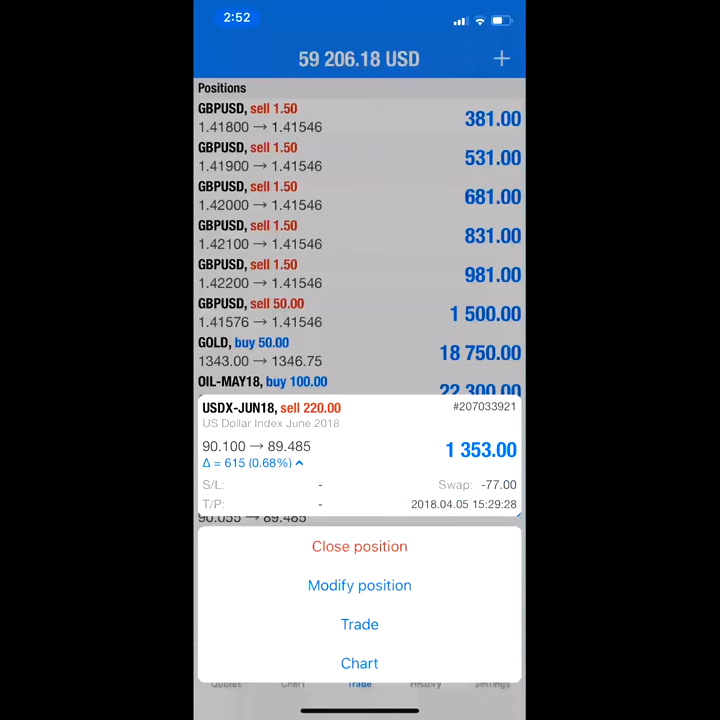 2:52
59 206.18 USD
+
Positions
GBPUSD, sell 1.50
1.41800 → 1.41546
381.00
GBPUSD, sell 1.50
1.41900 → 1.41546
531.00
GBPUSD, sell 1.50
1.42000 → 1.41546
681.00
GBPUSD, sell 1.50
1.42100 → 1.41546
831.00
GBPUSD, sell 1.50
1.42200 → 1.41546
981.00
GBPUSD, sell 50.00
1.41576 → 1.41546
1 500.00
GOLD, buy 50.00
1343.00 → 1346.75
18 750.00
OIL-MAY18, buy 100.00
22 300.00
USDX-JUN18, sell 220.00
#207033921
US Dollar Index June 2018
90.100 → 89.485
1 353.00
Δ = 615 (0.68%)
S/L: -
Swap: -77.00
T/P: -
2018.04.05 15:29:28
90.055 → 89.485
Close position
Modify position
Trade
Chart
Quotes
Chart
Trade
History
Settings